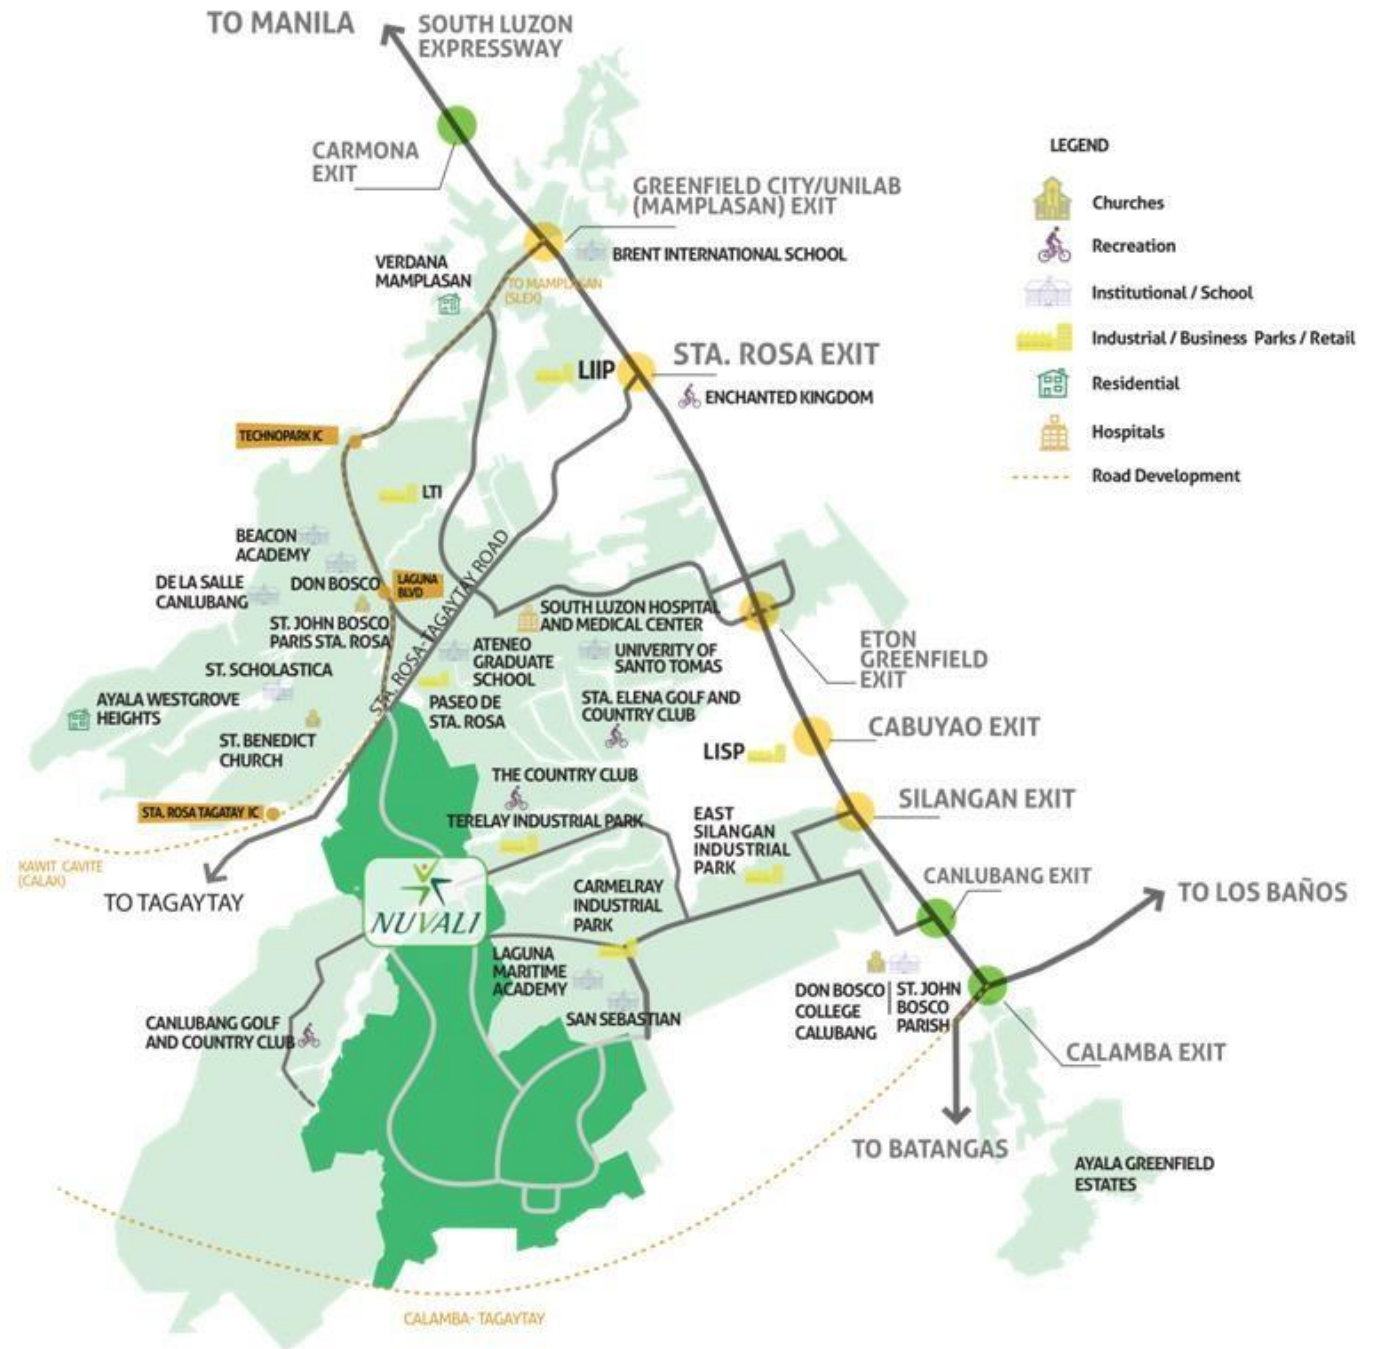 TO MANILA
SOUTH LUZON
EXPRESSWAY
CARMONA
EXIT
GREENFIELD CITY/UNILAB
(MAMPLASAN) EXIT
BRENT INTERNATIONAL SCHOOL
VERDANA
MAMPLASAN
TO MAMPLASAN
(SLEX)
LIIP
STA. ROSA EXIT
ENCHANTED KINGDOM
TECHNOPARK IC
LTI
BEACON
ACADEMY
DE LA SALLE
CANLUBANG
DON BOSCO
LAGUNA
BLVD
STA. ROSA-TAGAYTAY ROAD
ST. JOHN BOSCO
PARIS STA. ROSA
ST. SCHOLASTICA
AYALA WESTGROVE
HEIGHTS
ST. BENEDICT
CHURCH
SOUTH LUZON HOSPITAL
AND MEDICAL CENTER
ATENEO
GRADUATE
SCHOOL
UNIVERITY OF
SANTO TOMAS
PASEO DE
STA. ROSA
STA. ELENA GOLF AND
COUNTRY CLUB
ETON
GREENFIELD
EXIT
CABUYAO EXIT
LISP
THE COUNTRY CLUB
SILANGAN EXIT
STA. ROSA TAGATAY IC
TERELAY INDUSTRIAL PARK
EAST
SILANGAN
INDUSTRIAL
PARK
KAWIT CAVITE
(CALAX)
TO TAGAYTAY
NUVALI
CARMELRAY
INDUSTRIAL
PARK
CANLUBANG EXIT
TO LOS BAÑOS
LAGUNA
MARITIME
ACADEMY
SAN SEBASTIAN
DON BOSCO
COLLEGE
CALUBANG
ST. JOHN
BOSCO
PARISH
CANLUBANG GOLF
AND COUNTRY CLUB
CALAMBA EXIT
TO BATANGAS
AYALA GREENFIELD
ESTATES
CALAMBA- TAGAYTAY
LEGEND
Churches
Recreation
Institutional / School
Industrial / Business Parks / Retail
Residential
Hospitals
Road Development